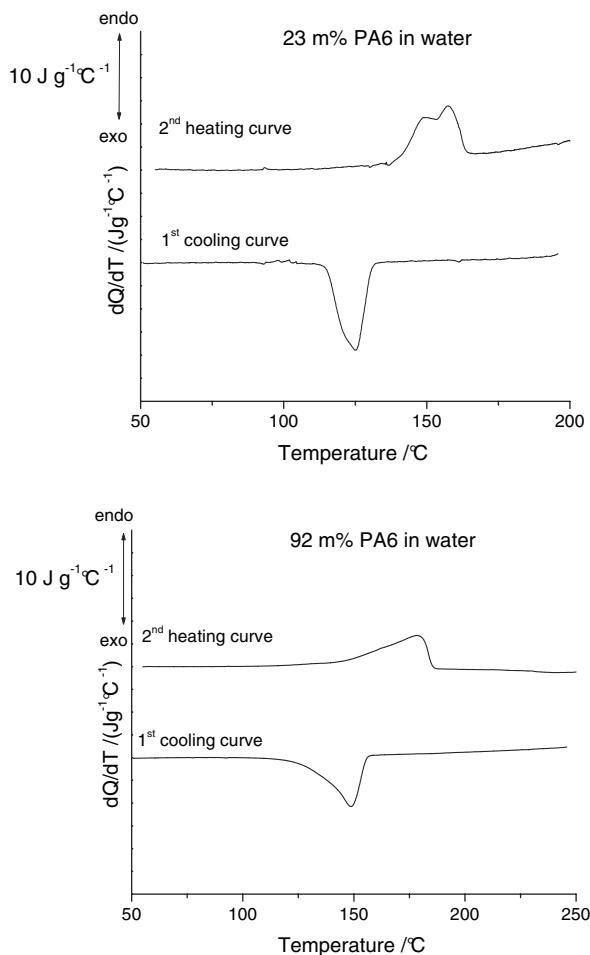 endo
23 m% PA6 in water
10 J g⁻¹°C⁻¹
exo
2nd heating curve
1st cooling curve
dQ/dT /(Jg⁻¹°C⁻¹)
50 100 150 200
Temperature /°C
endo
92 m% PA6 in water
10 J g⁻¹°C⁻¹
exo
2nd heating curve
1st cooling curve
dQ/dT /(Jg⁻¹°C⁻¹)
50 100 150 200 250
Temperature /°C